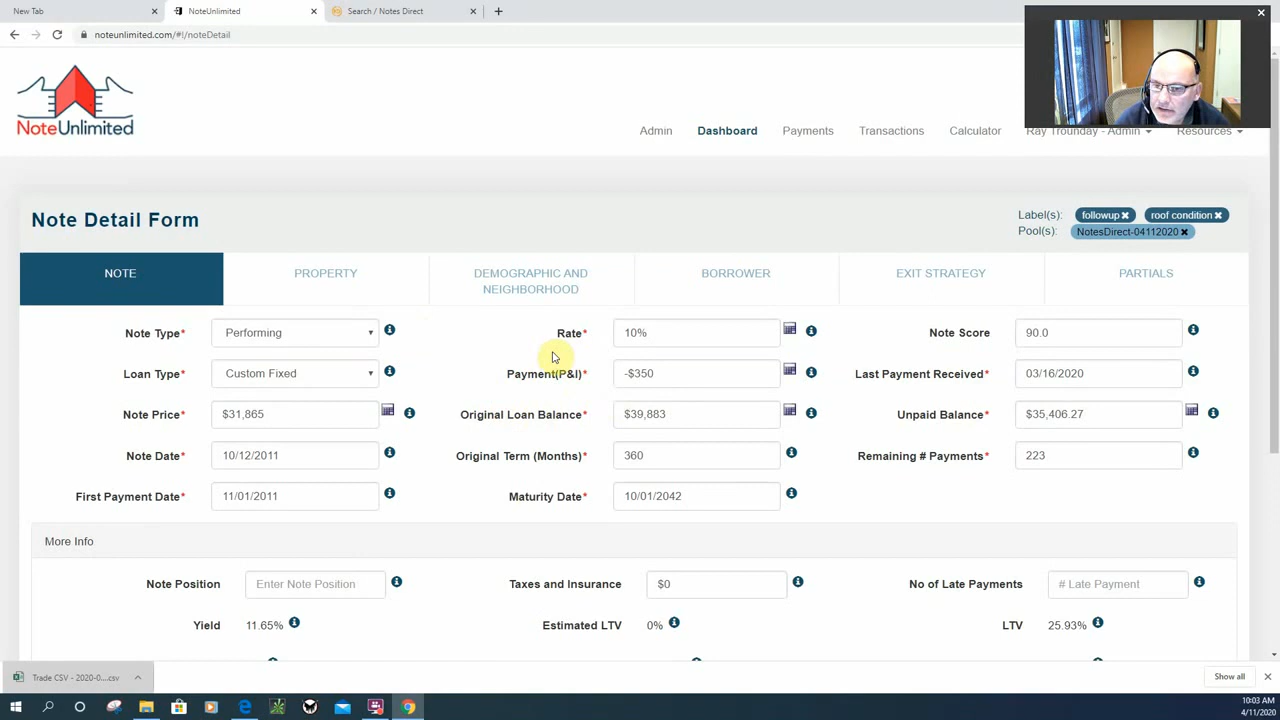 New Tab × NoteUnlimited × Search / Notes Direct × +
noteunlimited.com/#!/noteDetail
NoteUnlimited
Admin Dashboard Payments Transactions Calculator Ray Trounday - Admin Resources
Note Detail Form
Label(s): followup × roof condition ×
Pool(s): NotesDirect-04112020 ×
NOTE PROPERTY DEMOGRAPHIC AND NEIGHBORHOOD BORROWER EXIT STRATEGY PARTIALS
Note Type* Performing Rate* 10% Note Score 90.0
Loan Type* Custom Fixed Payment(P&I)* -$350 Last Payment Received* 03/16/2020
Note Price* $31,865 Original Loan Balance* $39,883 Unpaid Balance* $35,406.27
Note Date* 10/12/2011 Original Term (Months)* 360 Remaining # Payments* 223
First Payment Date* 11/01/2011 Maturity Date* 10/01/2042
More Info
Note Position Enter Note Position Taxes and Insurance $0 No of Late Payments # Late Payment
Yield 11.65% Estimated LTV 0% LTV 25.93%
Trade CSV - 2020-0....csv Show all ×
10:03 AM
4/11/2020